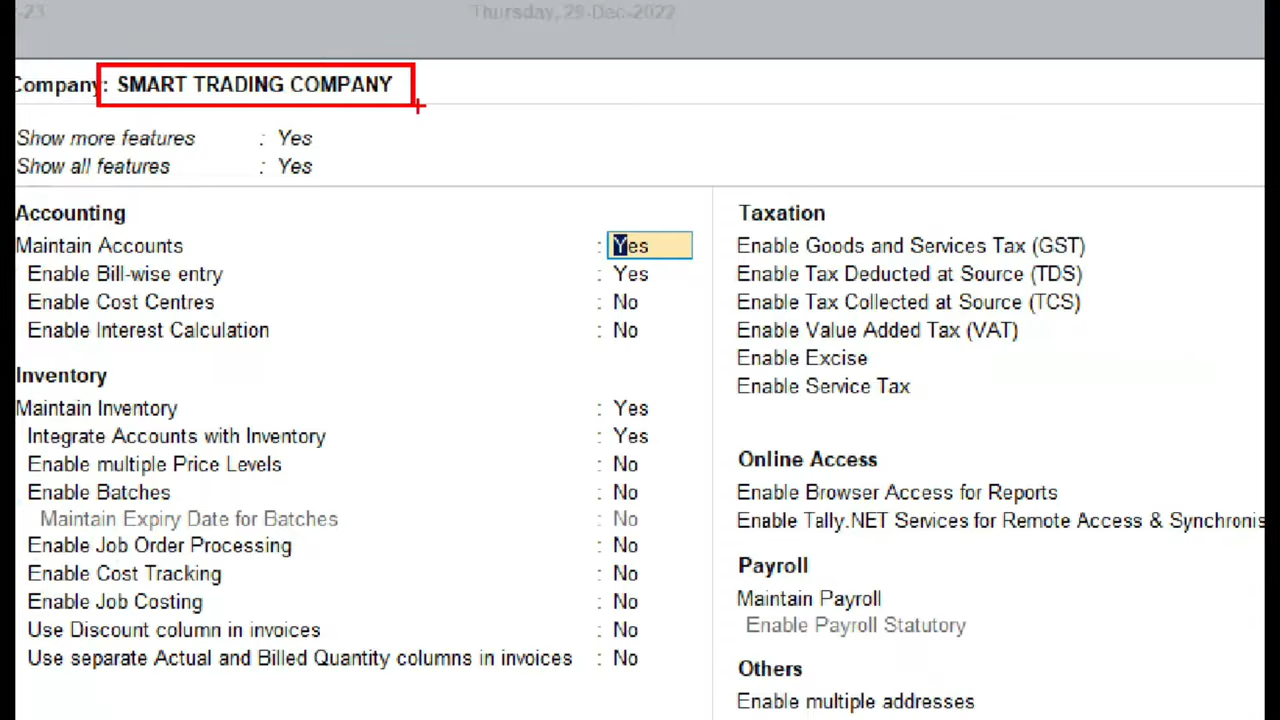 -23 Thursday, 29-Dec-2022
Company: SMART TRADING COMPANY
Show more features : Yes
Show all features : Yes
Accounting
Maintain Accounts : Yes
Enable Bill-wise entry : Yes
Enable Cost Centres : No
Enable Interest Calculation : No
Inventory
Maintain Inventory : Yes
Integrate Accounts with Inventory : Yes
Enable multiple Price Levels : No
Enable Batches : No
Maintain Expiry Date for Batches : No
Enable Job Order Processing : No
Enable Cost Tracking : No
Enable Job Costing : No
Use Discount column in invoices : No
Use separate Actual and Billed Quantity columns in invoices : No
Taxation
Enable Goods and Services Tax (GST)
Enable Tax Deducted at Source (TDS)
Enable Tax Collected at Source (TCS)
Enable Value Added Tax (VAT)
Enable Excise
Enable Service Tax
Online Access
Enable Browser Access for Reports
Enable Tally.NET Services for Remote Access & Synchronis
Payroll
Maintain Payroll
Enable Payroll Statutory
Others
Enable multiple addresses